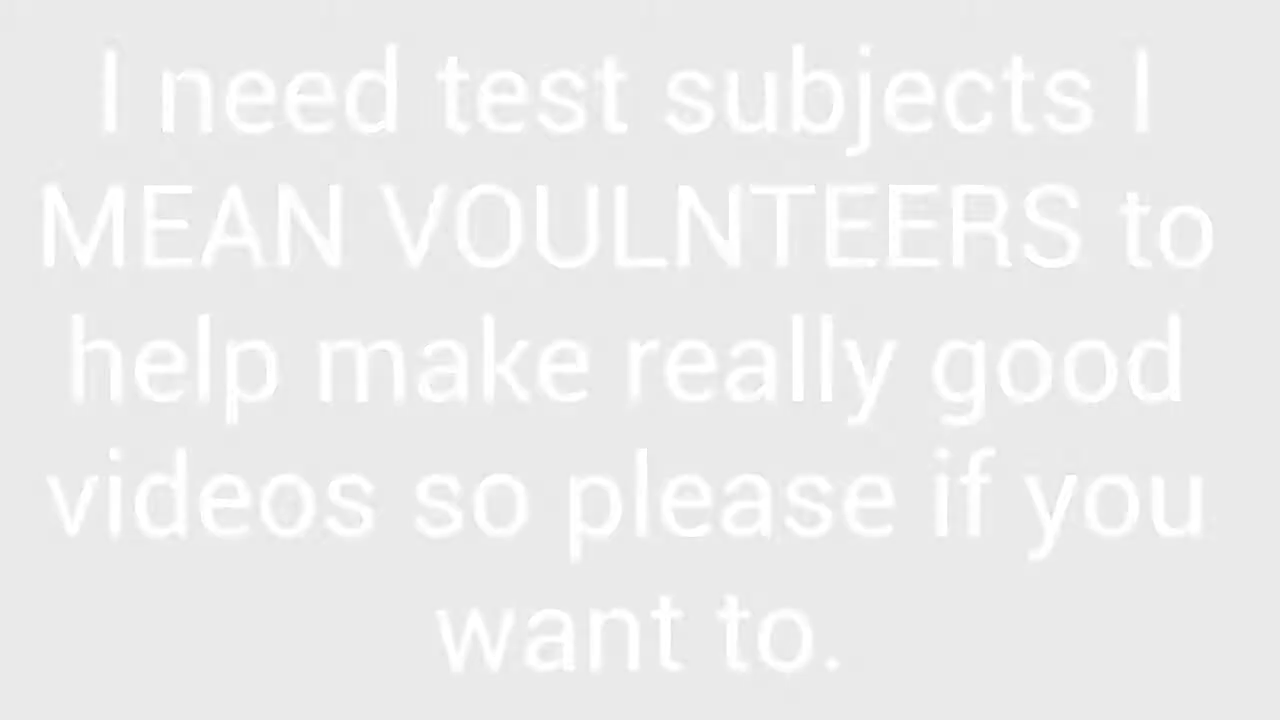 I need test subjects I
MEAN VOULNTEERS to
help make really good
videos so please if you
want to.